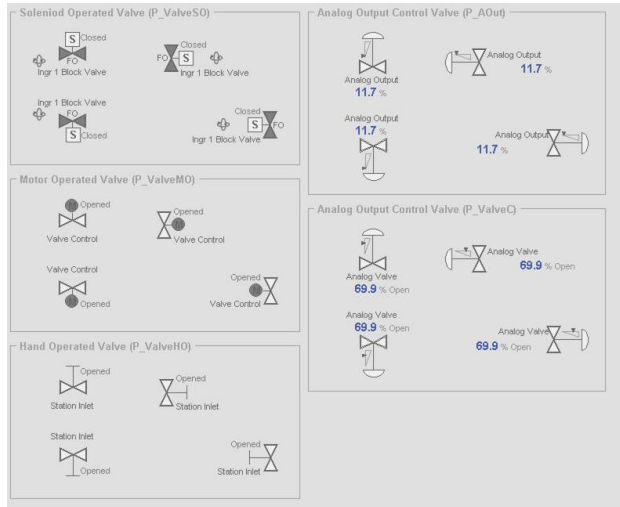 Soleniod Operated Valve (P_ValveSO)
S Closed
FO
Ingr 1 Block Valve
Closed
FO S
Ingr 1 Block Valve
Ingr 1 Block Valve
FO
S Closed
Closed
S FO
Ingr 1 Block Valve
Motor Operated Valve (P_ValveMO)
M Opened
Valve Control
Opened
M
Valve Control
Valve Control
M Opened
Opened
M
Valve Control
Hand Operated Valve (P_ValveHO)
Opened
Station Inlet
Opened
Station Inlet
Station Inlet
Opened
Opened
Station Inlet
Analog Output Control Valve (P_AOut)
Analog Output
11.7 %
Analog Output
11.7 %
Analog Output
11.7 %
Analog Output
11.7 %
Analog Output Control Valve (P_ValveC)
Analog Valve
69.9 % Open
Analog Valve
69.9 % Open
Analog Valve
69.9 % Open
Analog Valve
69.9 % Open